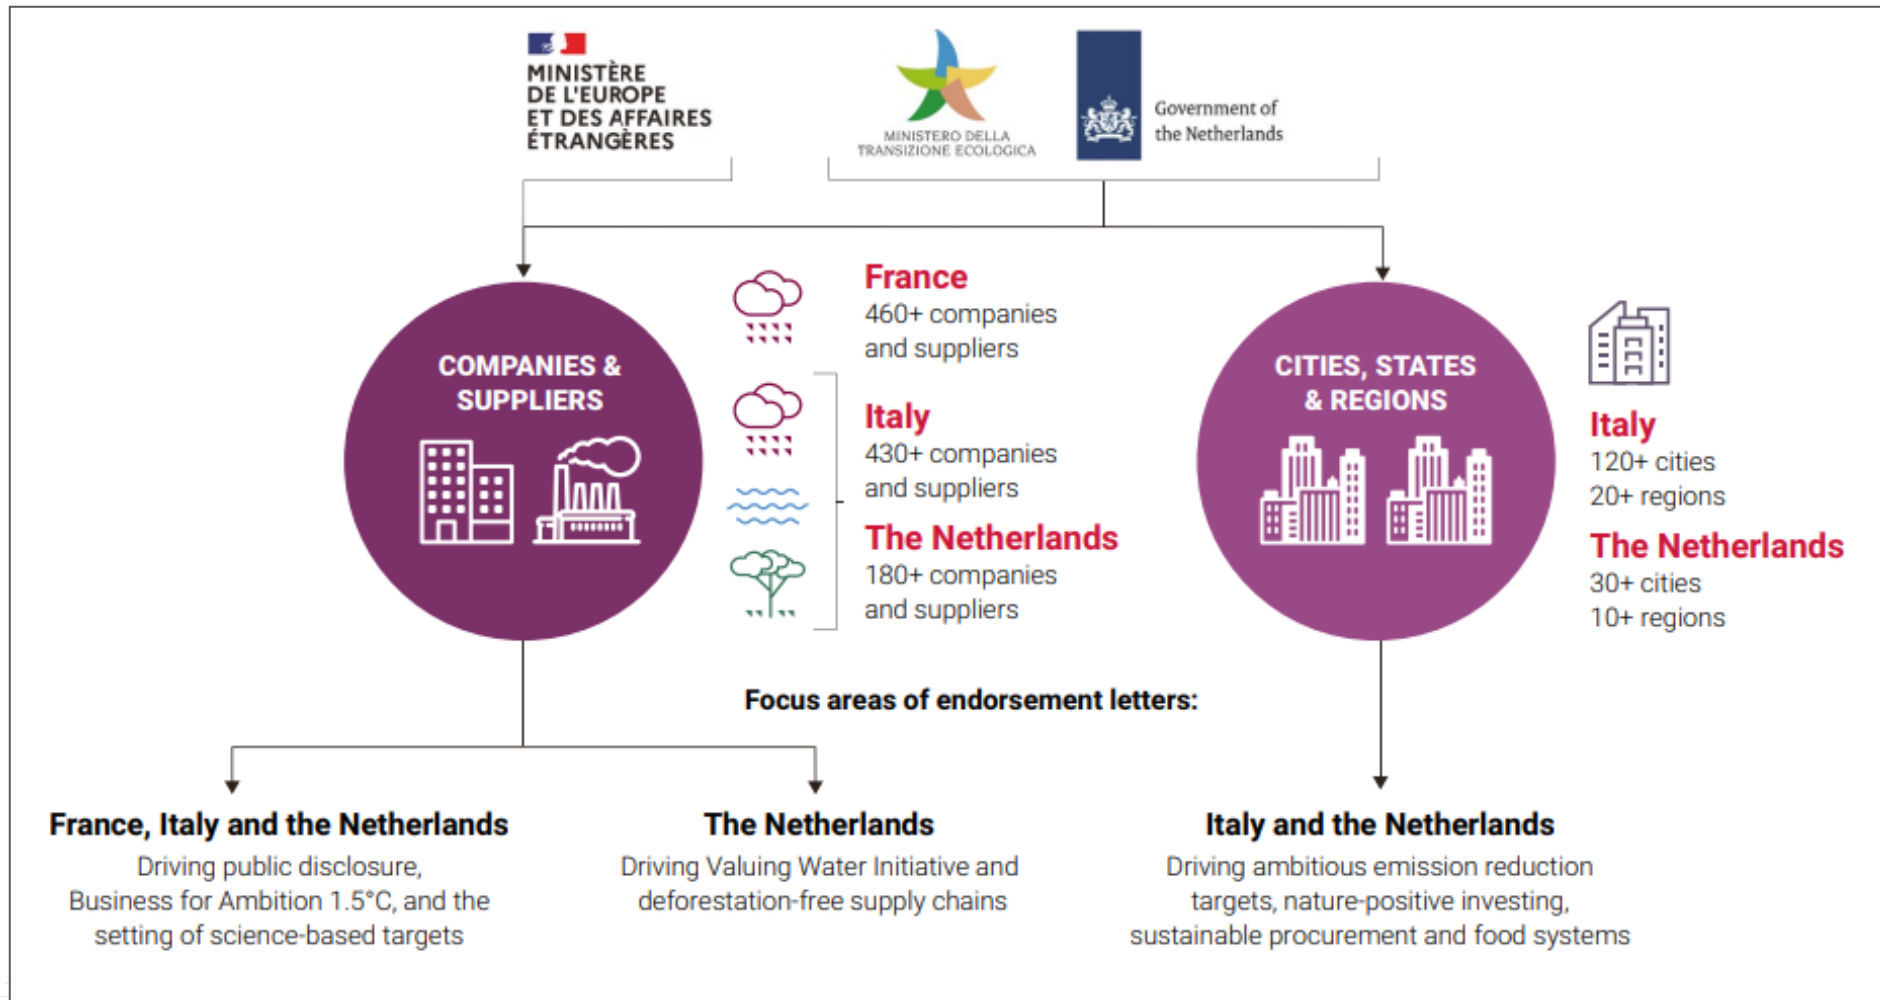 MINISTÈRE
DE L'EUROPE
ET DES AFFAIRES
ÉTRANGÈRES
MINISTERO DELLA
TRANSIZIONE ECOLOGICA
Government of
the Netherlands
COMPANIES &
SUPPLIERS
France
460+ companies
and suppliers
Italy
430+ companies
and suppliers
The Netherlands
180+ companies
and suppliers
CITIES, STATES
& REGIONS
Italy
120+ cities
20+ regions
The Netherlands
30+ cities
10+ regions
Focus areas of endorsement letters:
France, Italy and the Netherlands
Driving public disclosure,
Business for Ambition 1.5°C, and the
setting of science-based targets
The Netherlands
Driving Valuing Water Initiative and
deforestation-free supply chains
Italy and the Netherlands
Driving ambitious emission reduction
targets, nature-positive investing,
sustainable procurement and food systems